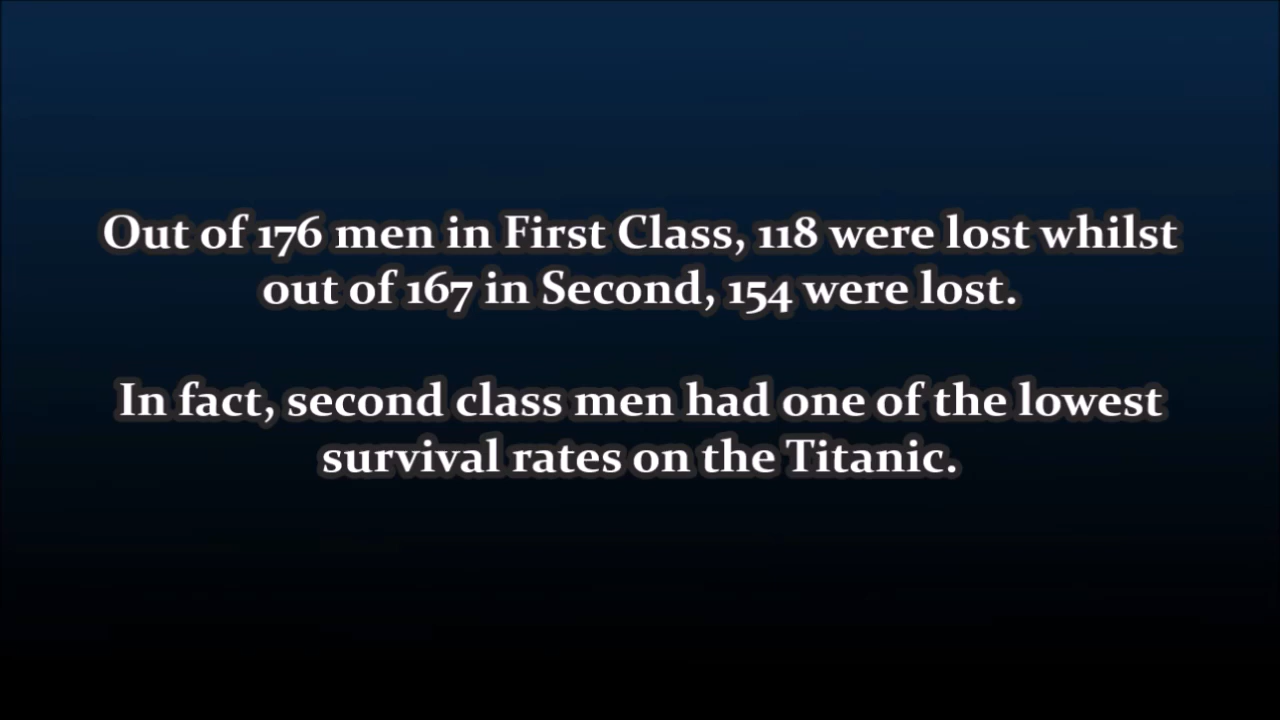 Out of 176 men in First Class, 118 were lost whilst
out of 167 in Second, 154 were lost.
In fact, second class men had one of the lowest
survival rates on the Titanic.